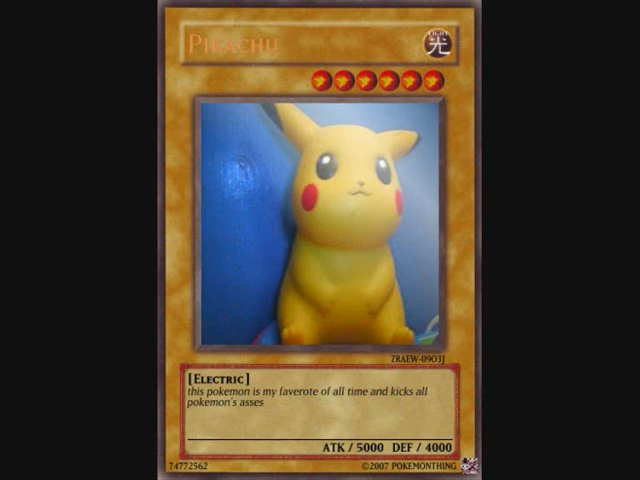 Pikachu
LIGHT
光
ZRAEW-09O3J
[Electric]
this pokemon is my faverote of all time and kicks all
pokemon's asses
ATK / 5000 DEF / 4000
74772562
©2007 POKEMONTHING